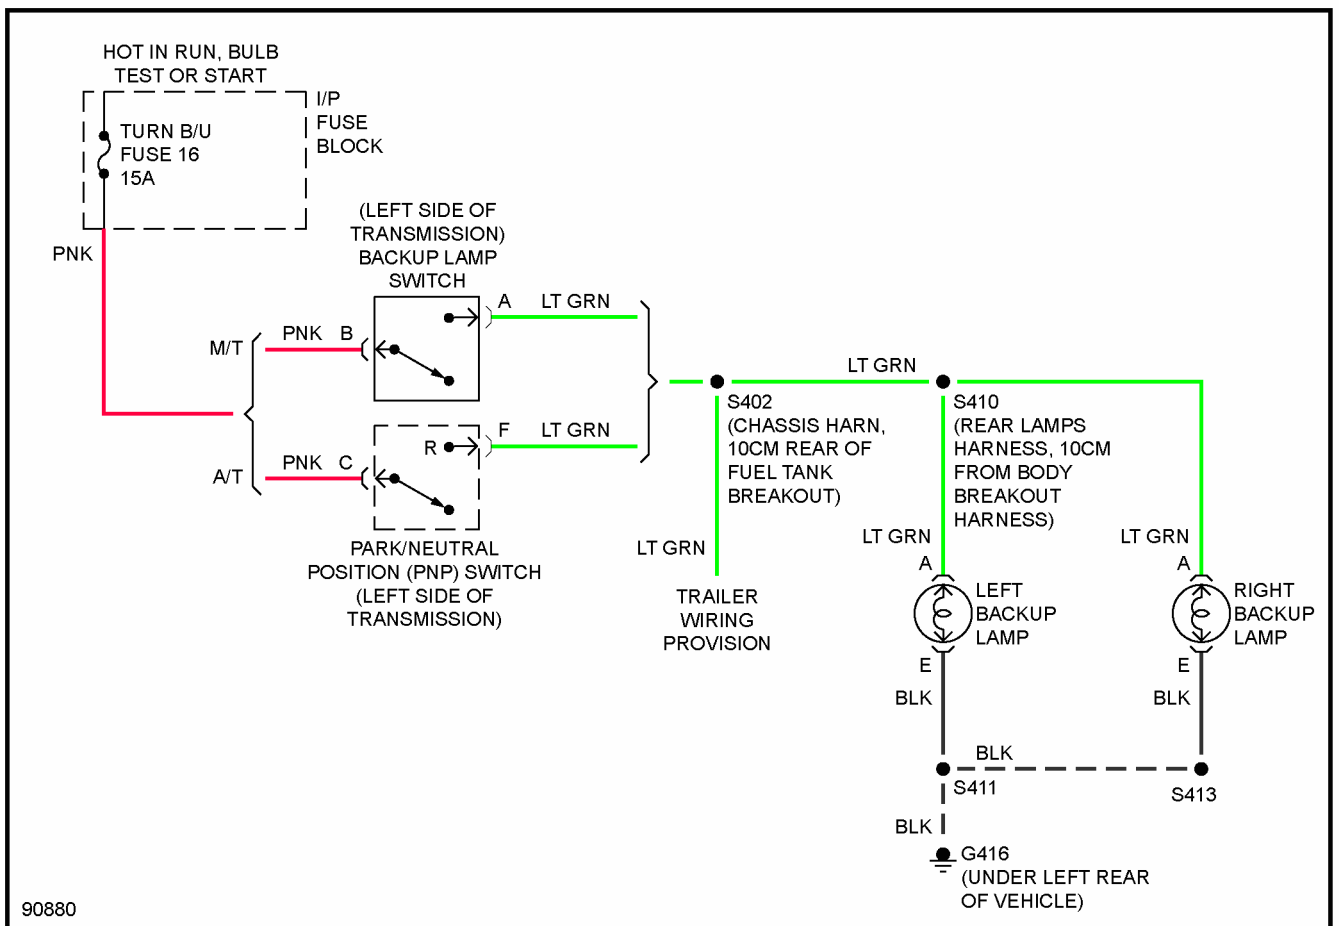 HOT IN RUN, BULB
TEST OR START
I/P
FUSE
BLOCK
TURN B/U
FUSE 16
15A
PNK
(LEFT SIDE OF
TRANSMISSION)
BACKUP LAMP
SWITCH
M/T
PNK B
A LT GRN
A/T
PNK C
R
F LT GRN
PARK/NEUTRAL
POSITION (PNP) SWITCH
(LEFT SIDE OF
TRANSMISSION)
LT GRN
S402
(CHASSIS HARN,
10CM REAR OF
FUEL TANK
BREAKOUT)
S410
(REAR LAMPS
HARNESS, 10CM
FROM BODY
BREAKOUT
HARNESS)
LT GRN
TRAILER
WIRING
PROVISION
LT GRN
A
LEFT
BACKUP
LAMP
E
BLK
LT GRN
A
RIGHT
BACKUP
LAMP
E
BLK
BLK
S411
S413
BLK
G416
(UNDER LEFT REAR
OF VEHICLE)
90880